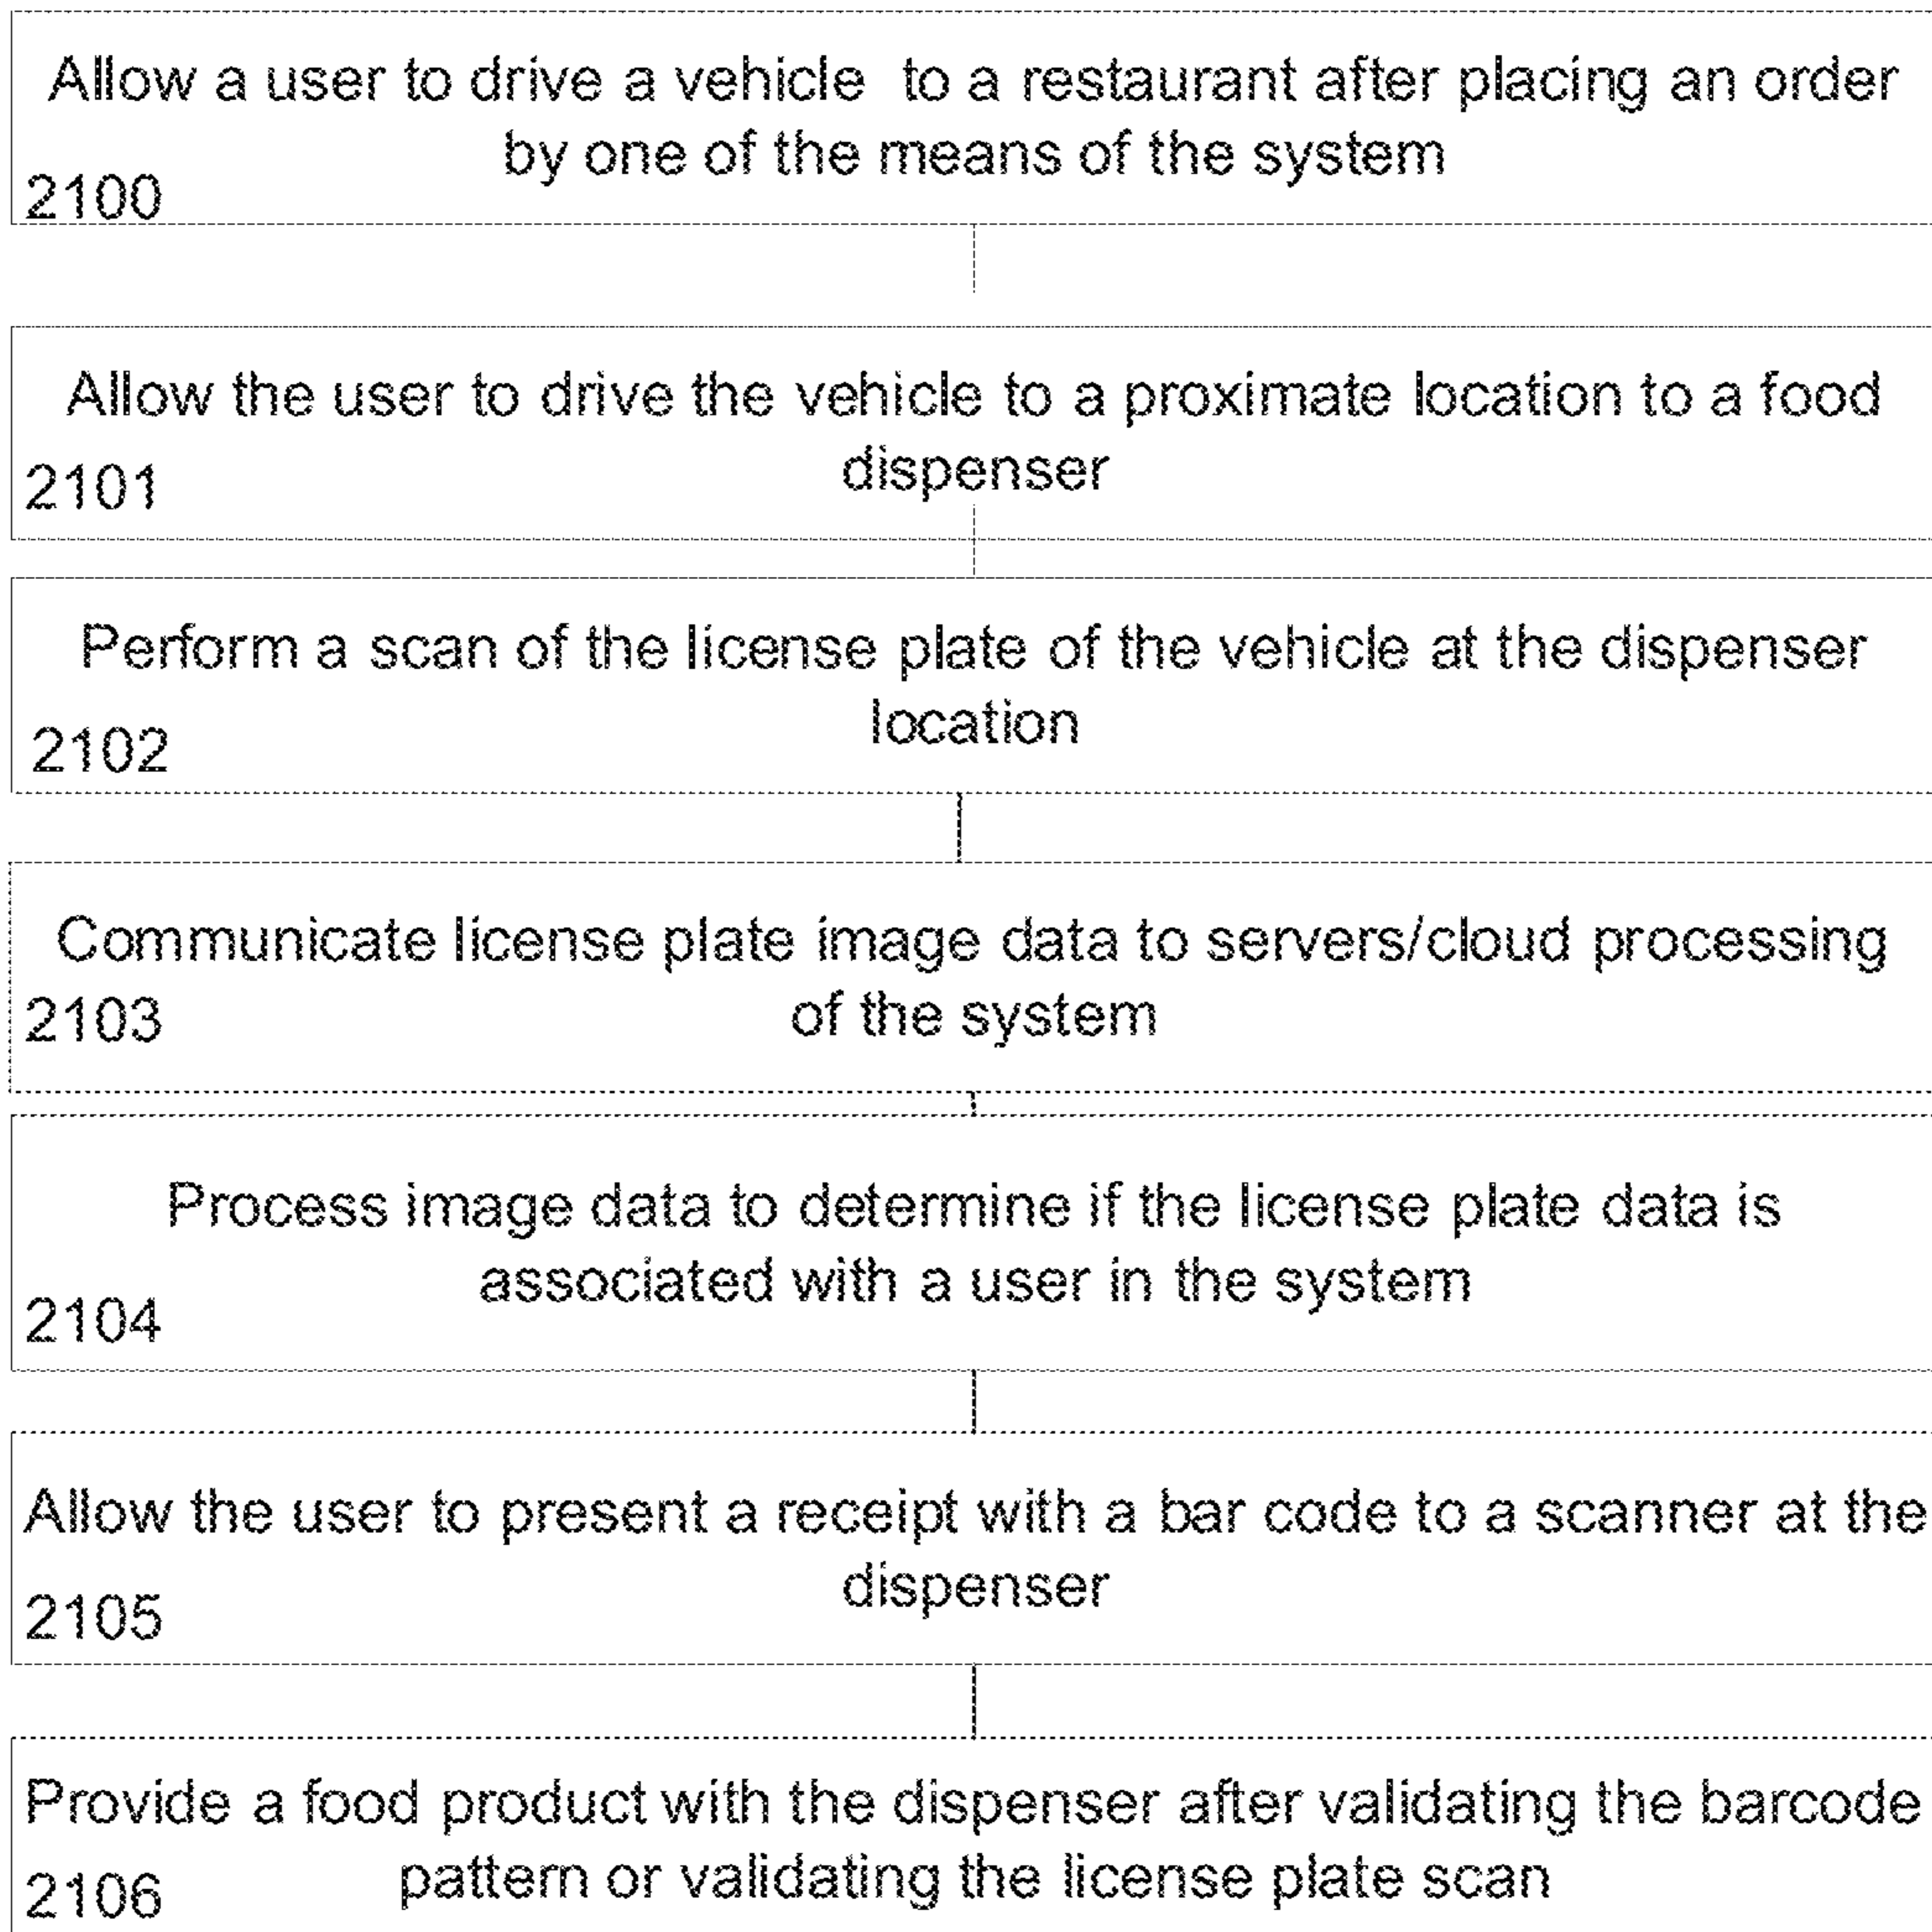 Allow a user to drive a vehicle to a restaurant after placing an order
by one of the means of the system
2100
Allow the user to drive the vehicle to a proximate location to a food
dispenser
2101
Perform a scan of the license plate of the vehicle at the dispenser
location
2102
Communicate license plate image data to servers/cloud processing
of the system
2103
Process image data to determine if the license plate data is
associated with a user in the system
2104
Allow the user to present a receipt with a bar code to a scanner at the
dispenser
2105
Provide a food product with the dispenser after validating the barcode
pattern or validating the license plate scan
2106